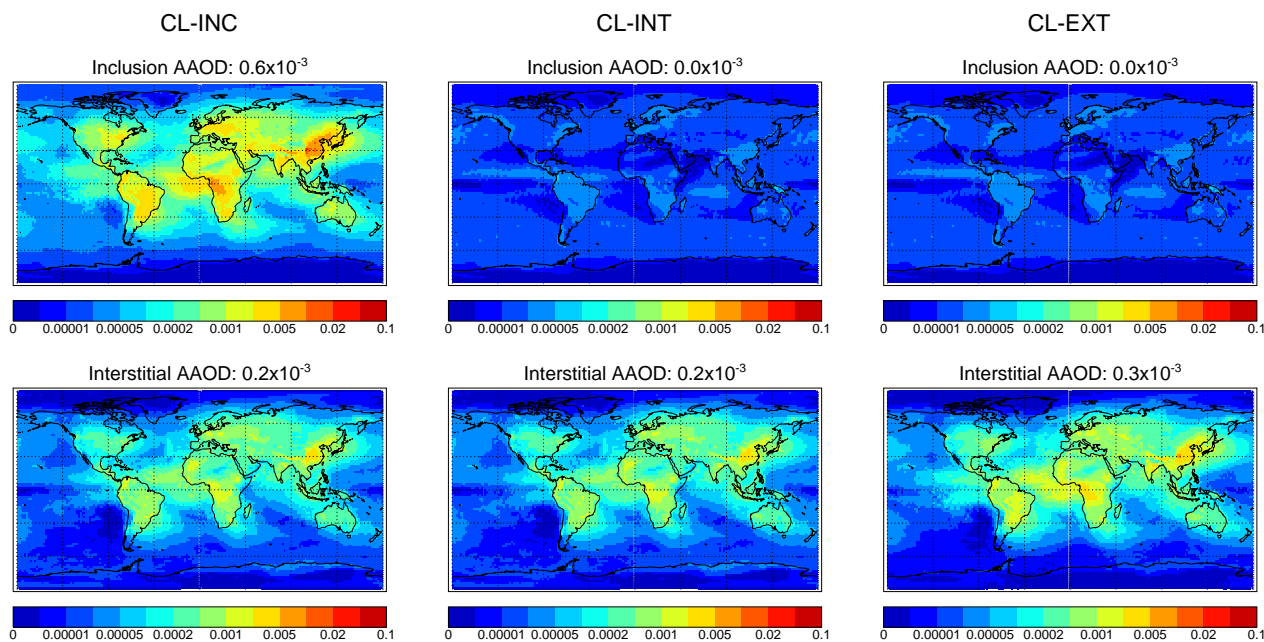 CL-INC CL-INT CL-EXT
Inclusion AAOD: 0.6x10⁻³ Inclusion AAOD: 0.0x10⁻³ Inclusion AAOD: 0.0x10⁻³
0 0.00001 0.00005 0.0002 0.001 0.005 0.02 0.1 0 0.00001 0.00005 0.0002 0.001 0.005 0.02 0.1 0 0.00001 0.00005 0.0002 0.001 0.005 0.02 0.1
Interstitial AAOD: 0.2x10⁻³ Interstitial AAOD: 0.2x10⁻³ Interstitial AAOD: 0.3x10⁻³
0 0.00001 0.00005 0.0002 0.001 0.005 0.02 0.1 0 0.00001 0.00005 0.0002 0.001 0.005 0.02 0.1 0 0.00001 0.00005 0.0002 0.001 0.005 0.02 0.1